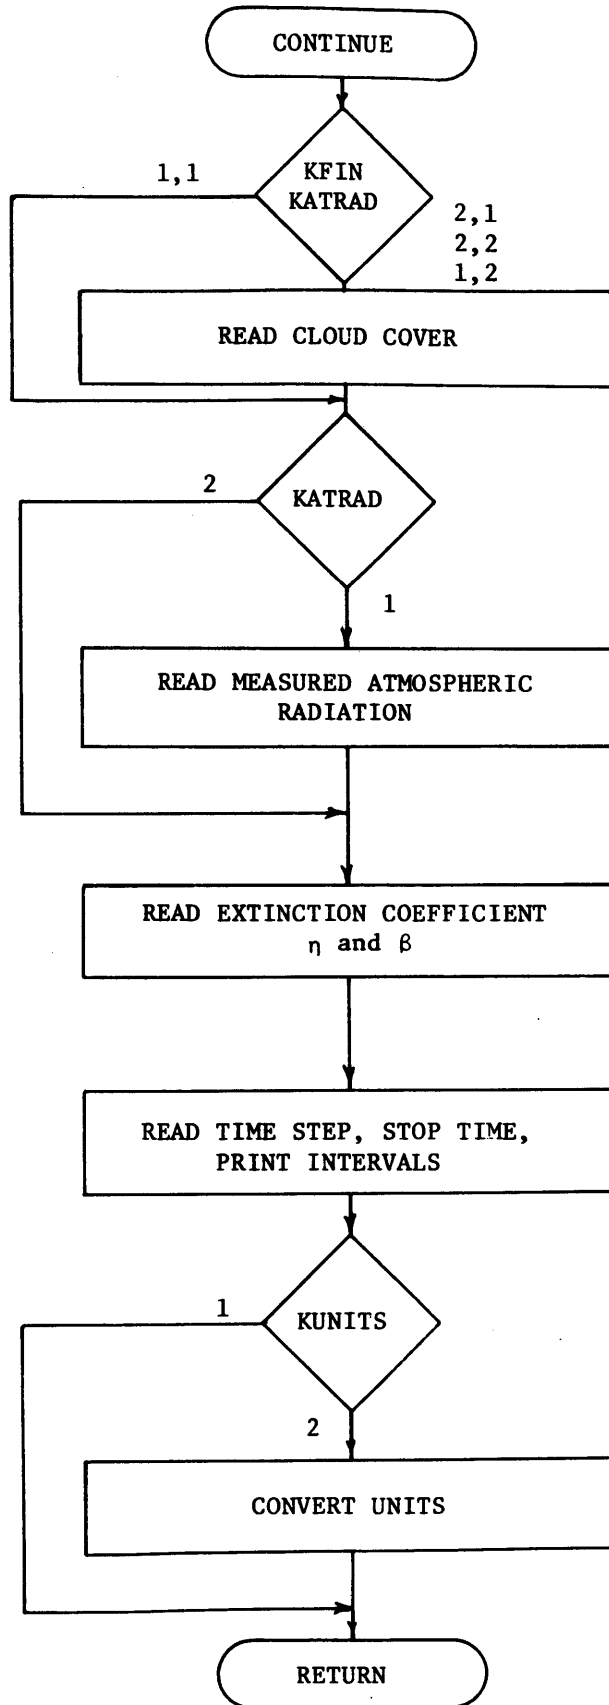 CONTINUE
1,1
KFIN
KATRAD
2,1
2,2
1,2
READ CLOUD COVER
2
KATRAD
1
READ MEASURED ATMOSPHERIC
RADIATION
READ EXTINCTION COEFFICIENT
η and β
READ TIME STEP, STOP TIME,
PRINT INTERVALS
1
KUNITS
2
CONVERT UNITS
RETURN